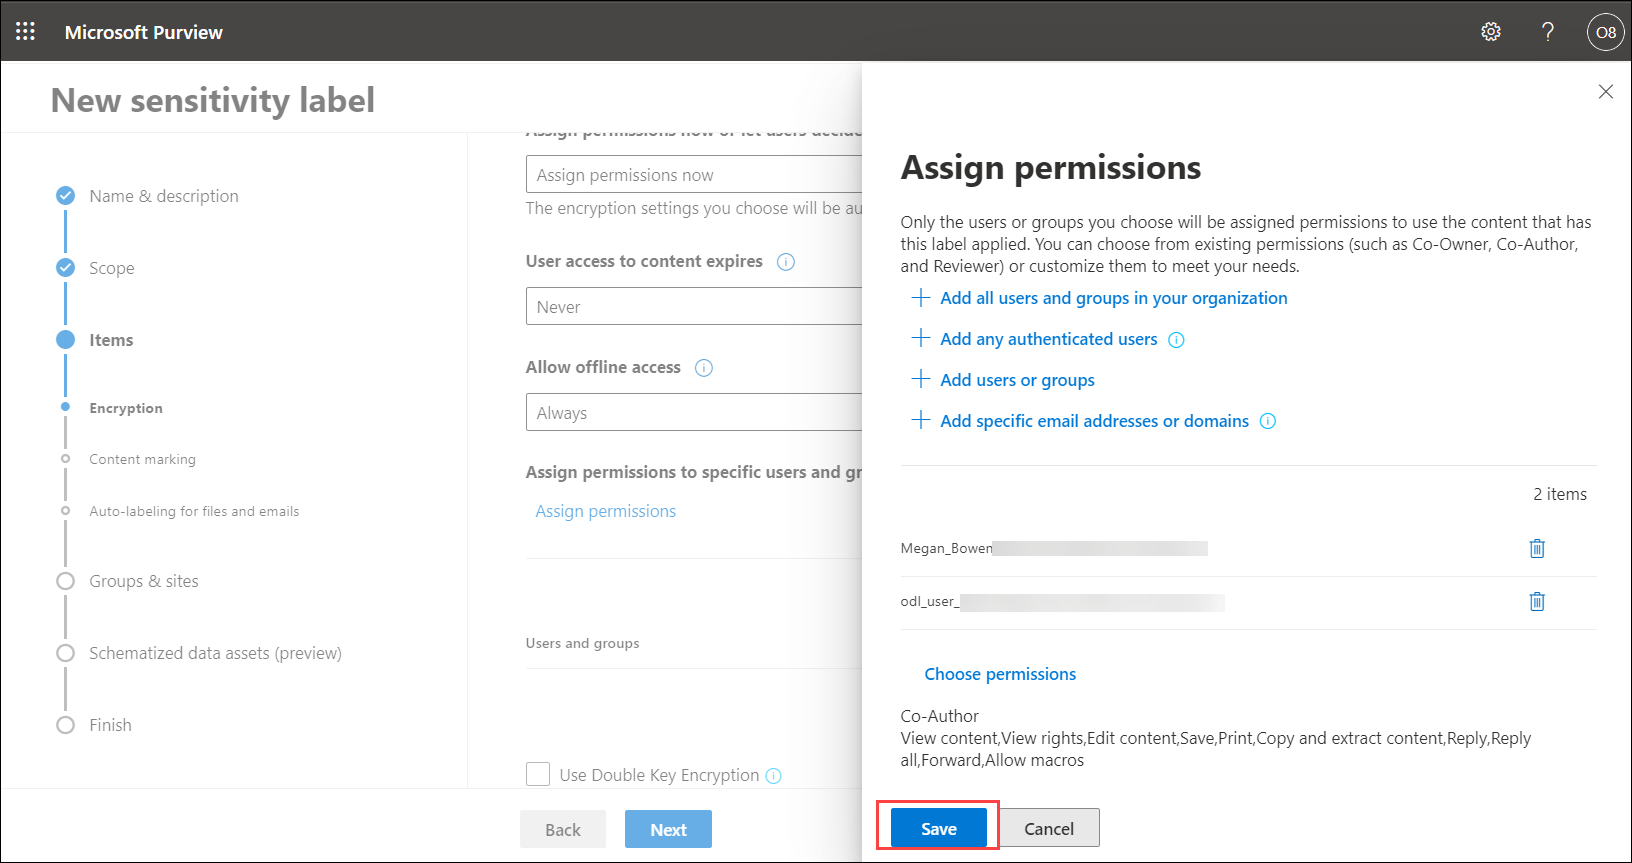 Microsoft Purview
O8
New sensitivity label
Name & description
Scope
Items
Encryption
Content marking
Auto-labeling for files and emails
Groups & sites
Schematized data assets (preview)
Finish
Assign permissions now or let users decide
Assign permissions now
The encryption settings you choose will be au
User access to content expires
Never
Allow offline access
Always
Assign permissions to specific users and gr
Assign permissions
Users and groups
Use Double Key Encryption
Back
Next
Assign permissions
Only the users or groups you choose will be assigned permissions to use the content that has
this label applied. You can choose from existing permissions (such as Co-Owner, Co-Author,
and Reviewer) or customize them to meet your needs.
Add all users and groups in your organization
Add any authenticated users
Add users or groups
Add specific email addresses or domains
2 items
Megan_Bowen
odl_user_
Choose permissions
Co-Author
View content,View rights,Edit content,Save,Print,Copy and extract content,Reply,Reply
all,Forward,Allow macros
Save
Cancel